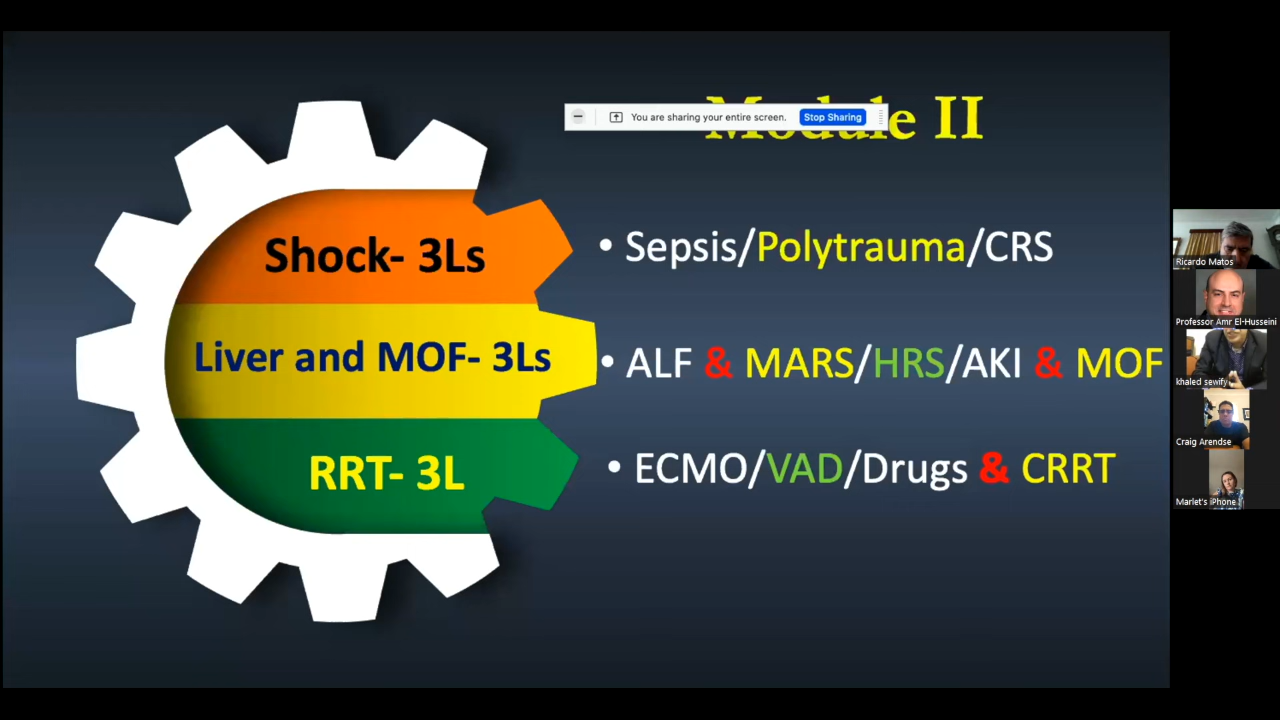 You are sharing your entire screen. Stop Sharing
Module II
Shock- 3Ls
• Sepsis/Polytrauma/CRS
Liver and MOF- 3Ls
• ALF & MARS/HRS/AKI & MOF
RRT- 3L
• ECMO/VAD/Drugs & CRRT
Ricardo Matos
Professor Amr El-Husseini
khaled sewify
Craig Arendse
Marlet's iPhone